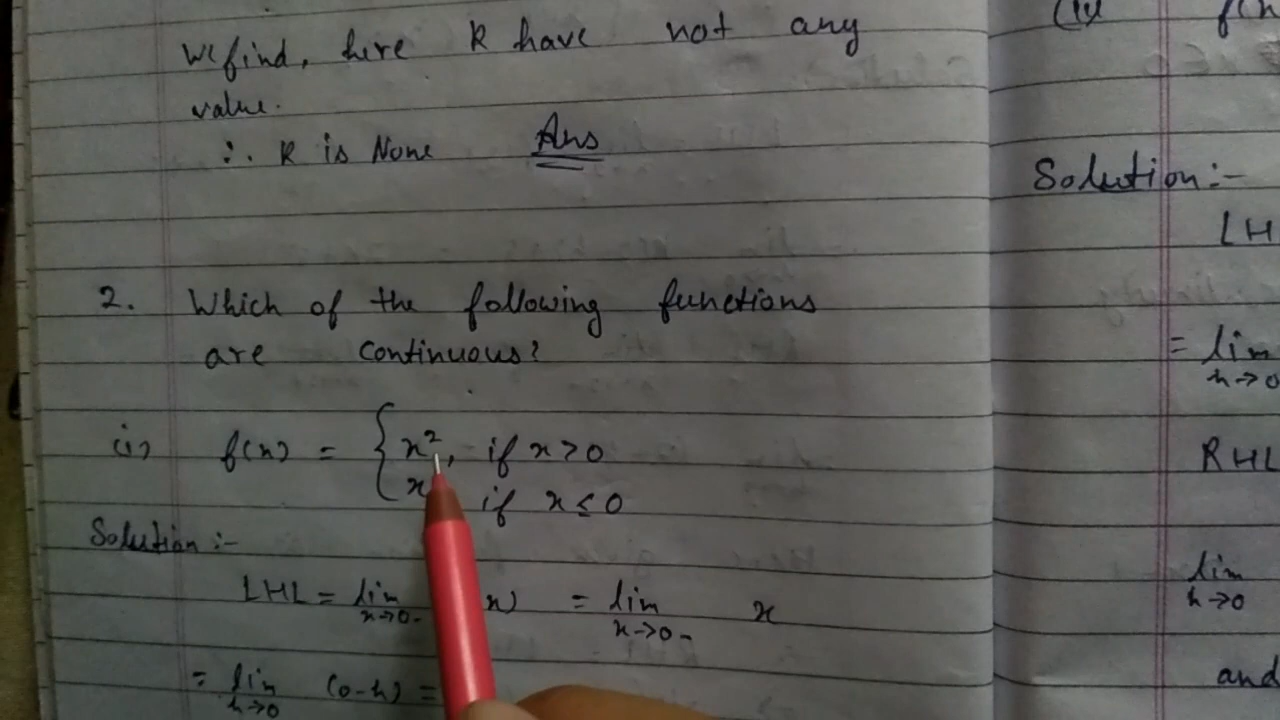 We find, here k have not any
value.
∴ k is None Ans
2. Which of the following functions
are continuous?
(i) f(x) = { x², if x > 0
x if x ≤ 0
Solution :-
LHL = lim x→0- x) = lim x→0- x
= lim h→0 (0-h) =
(iv)
Solution :-
LH
= lim h→0
RHL
lim h→0
and